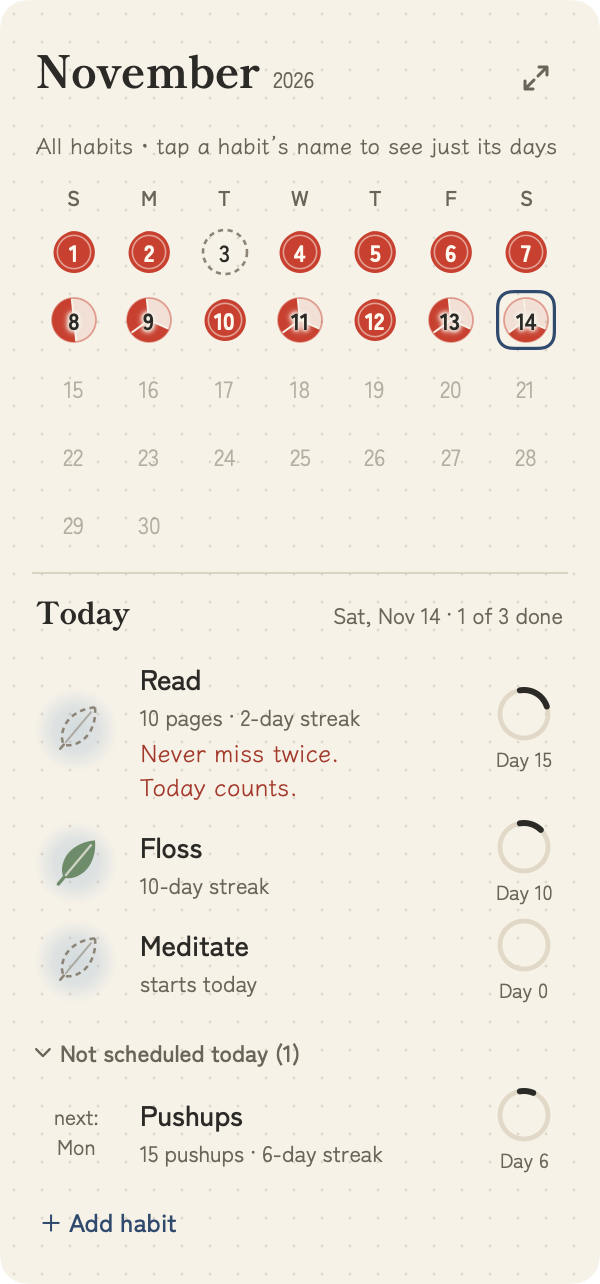 November 2026
All habits • tap a habit's name to see just its days
S M T W T F S
1 2 3 4 5 6 7
8 9 10 11 12 13 14
15 16 17 18 19 20 21
22 23 24 25 26 27 28
29 30
Today
Sat, Nov 14 · 1 of 3 done
Read
10 pages · 2-day streak
Never miss twice.
Today counts.
Day 15
Floss
10-day streak
Day 10
Meditate
starts today
Day 0
Not scheduled today (1)
next:
Mon
Pushups
15 pushups · 6-day streak
Day 6
+ Add habit